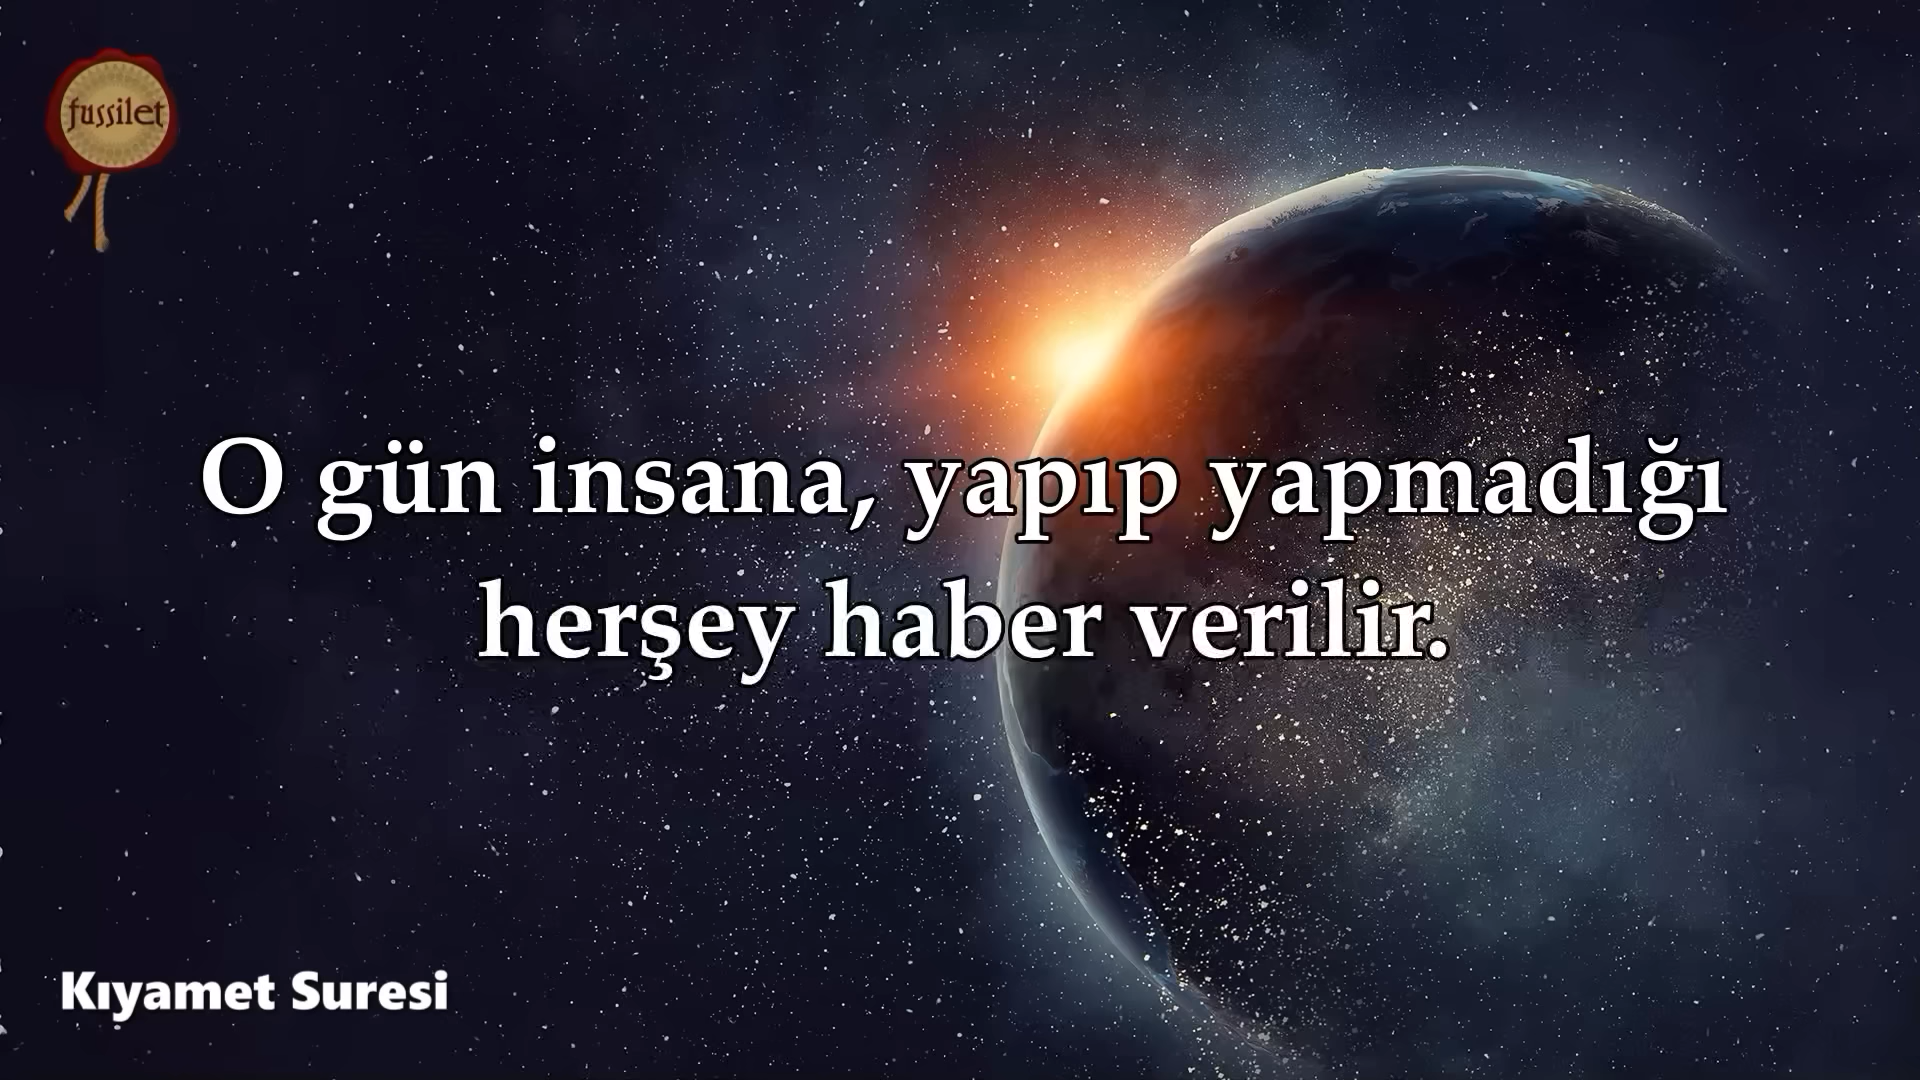 fussilet
O gün insana, yapıp yapmadığı
herşey haber verilir.
Kıyamet Suresi